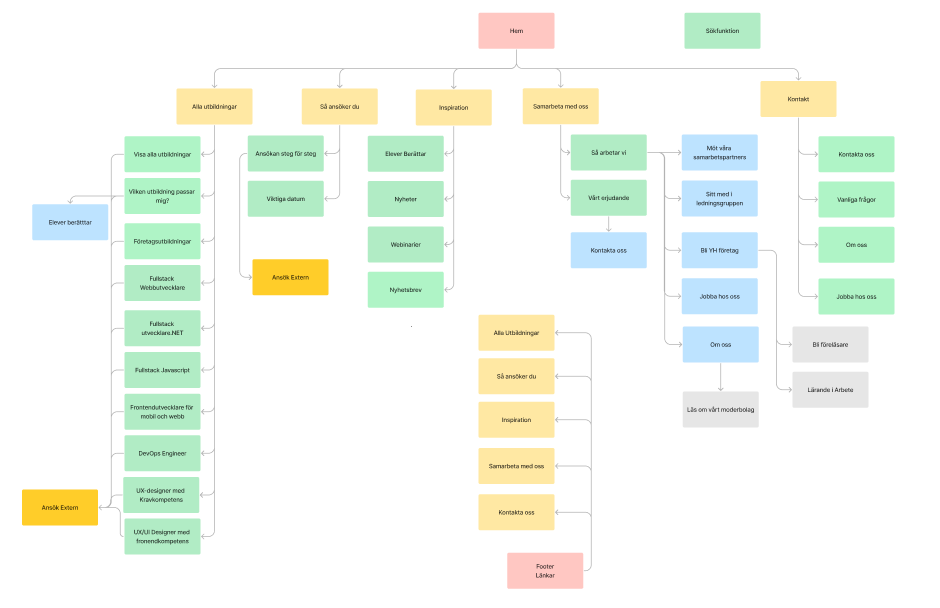 Hem
Sökfunktion
Alla utbildningar
Så ansöker du
Inspiration
Samarbeta med oss
Kontakt
Visa alla utbildningar
Vilken utbildning passar
mig?
Elever berätttar
Företagsutbildningar
Fullstack
Webbutvecklare
Fullstack
utvecklare.NET
Fullstack Javascript
Frontendutvecklare för
mobil och webb
DevOps Engineer
UX-designer med
Kravkompetens
UX/UI Designer med
fronendkompetens
Ansök Extern
Ansökan steg för steg
Viktiga datum
Ansök Extern
Elever Berättar
Nyheter
Webinarier
Nyhetsbrev
Så arbetar vi
Vårt erjudande
Kontakta oss
Möt våra
samarbetspartners
Sitt med i
ledningsgruppen
Bli YH företag
Jobba hos oss
Om oss
Läs om vårt moderbolag
Bli föreläsare
Lärande i Arbete
Kontakta oss
Vanliga frågor
Om oss
Jobba hos oss
Alla Utbildningar
Så ansöker du
Inspiration
Samarbeta med oss
Kontakta oss
Footer
Länkar